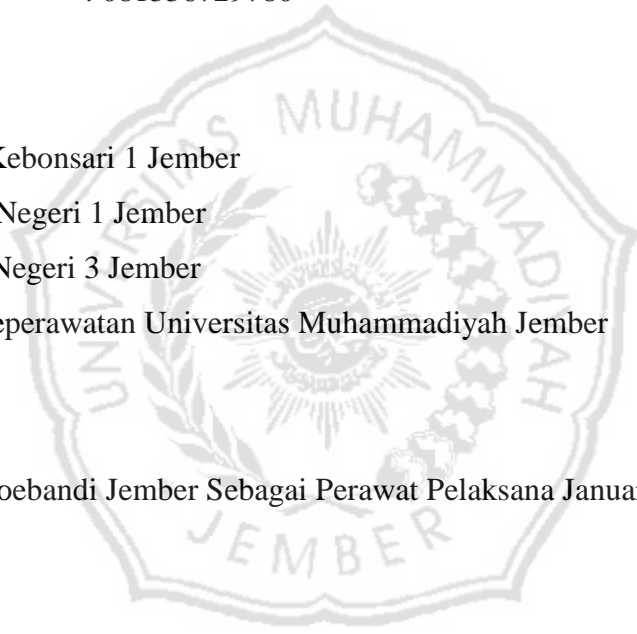 Kebonsari 1 Jember
Negeri 1 Jember
Negeri 3 Jember
eperawatan Universitas Muhammadiyah Jember
oebandi Jember Sebagai Perawat Pelaksana Januar
UNIVERSITAS MUHAMMADIYAH
JEMBER